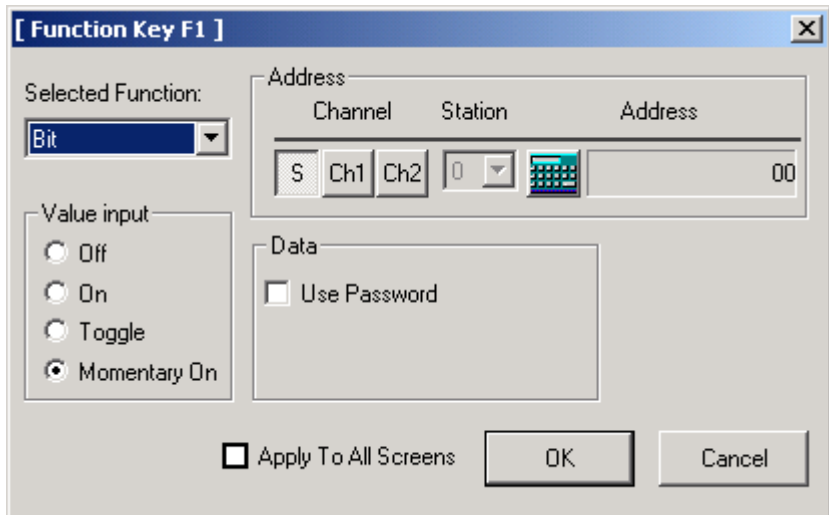 [ Function Key F1 ]
Selected Function:
Bit
Address
Channel Station Address
S Ch1 Ch2 0 00
Value input
Off
On
Toggle
Momentary On
Data
Use Password
Apply To All Screens OK Cancel